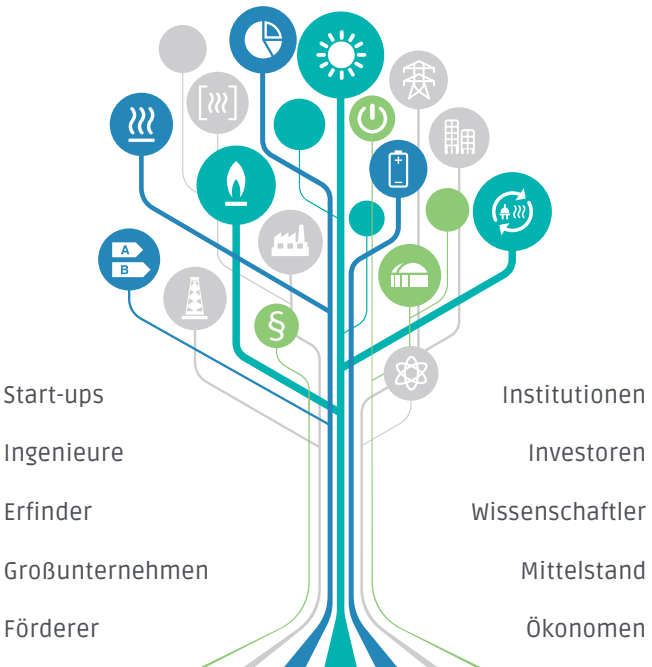 A
B
§
Start-ups
Institutionen
Ingenieure
Investoren
Erfinder
Wissenschaftler
Großunternehmen
Mittelstand
Förderer
Ökonomen